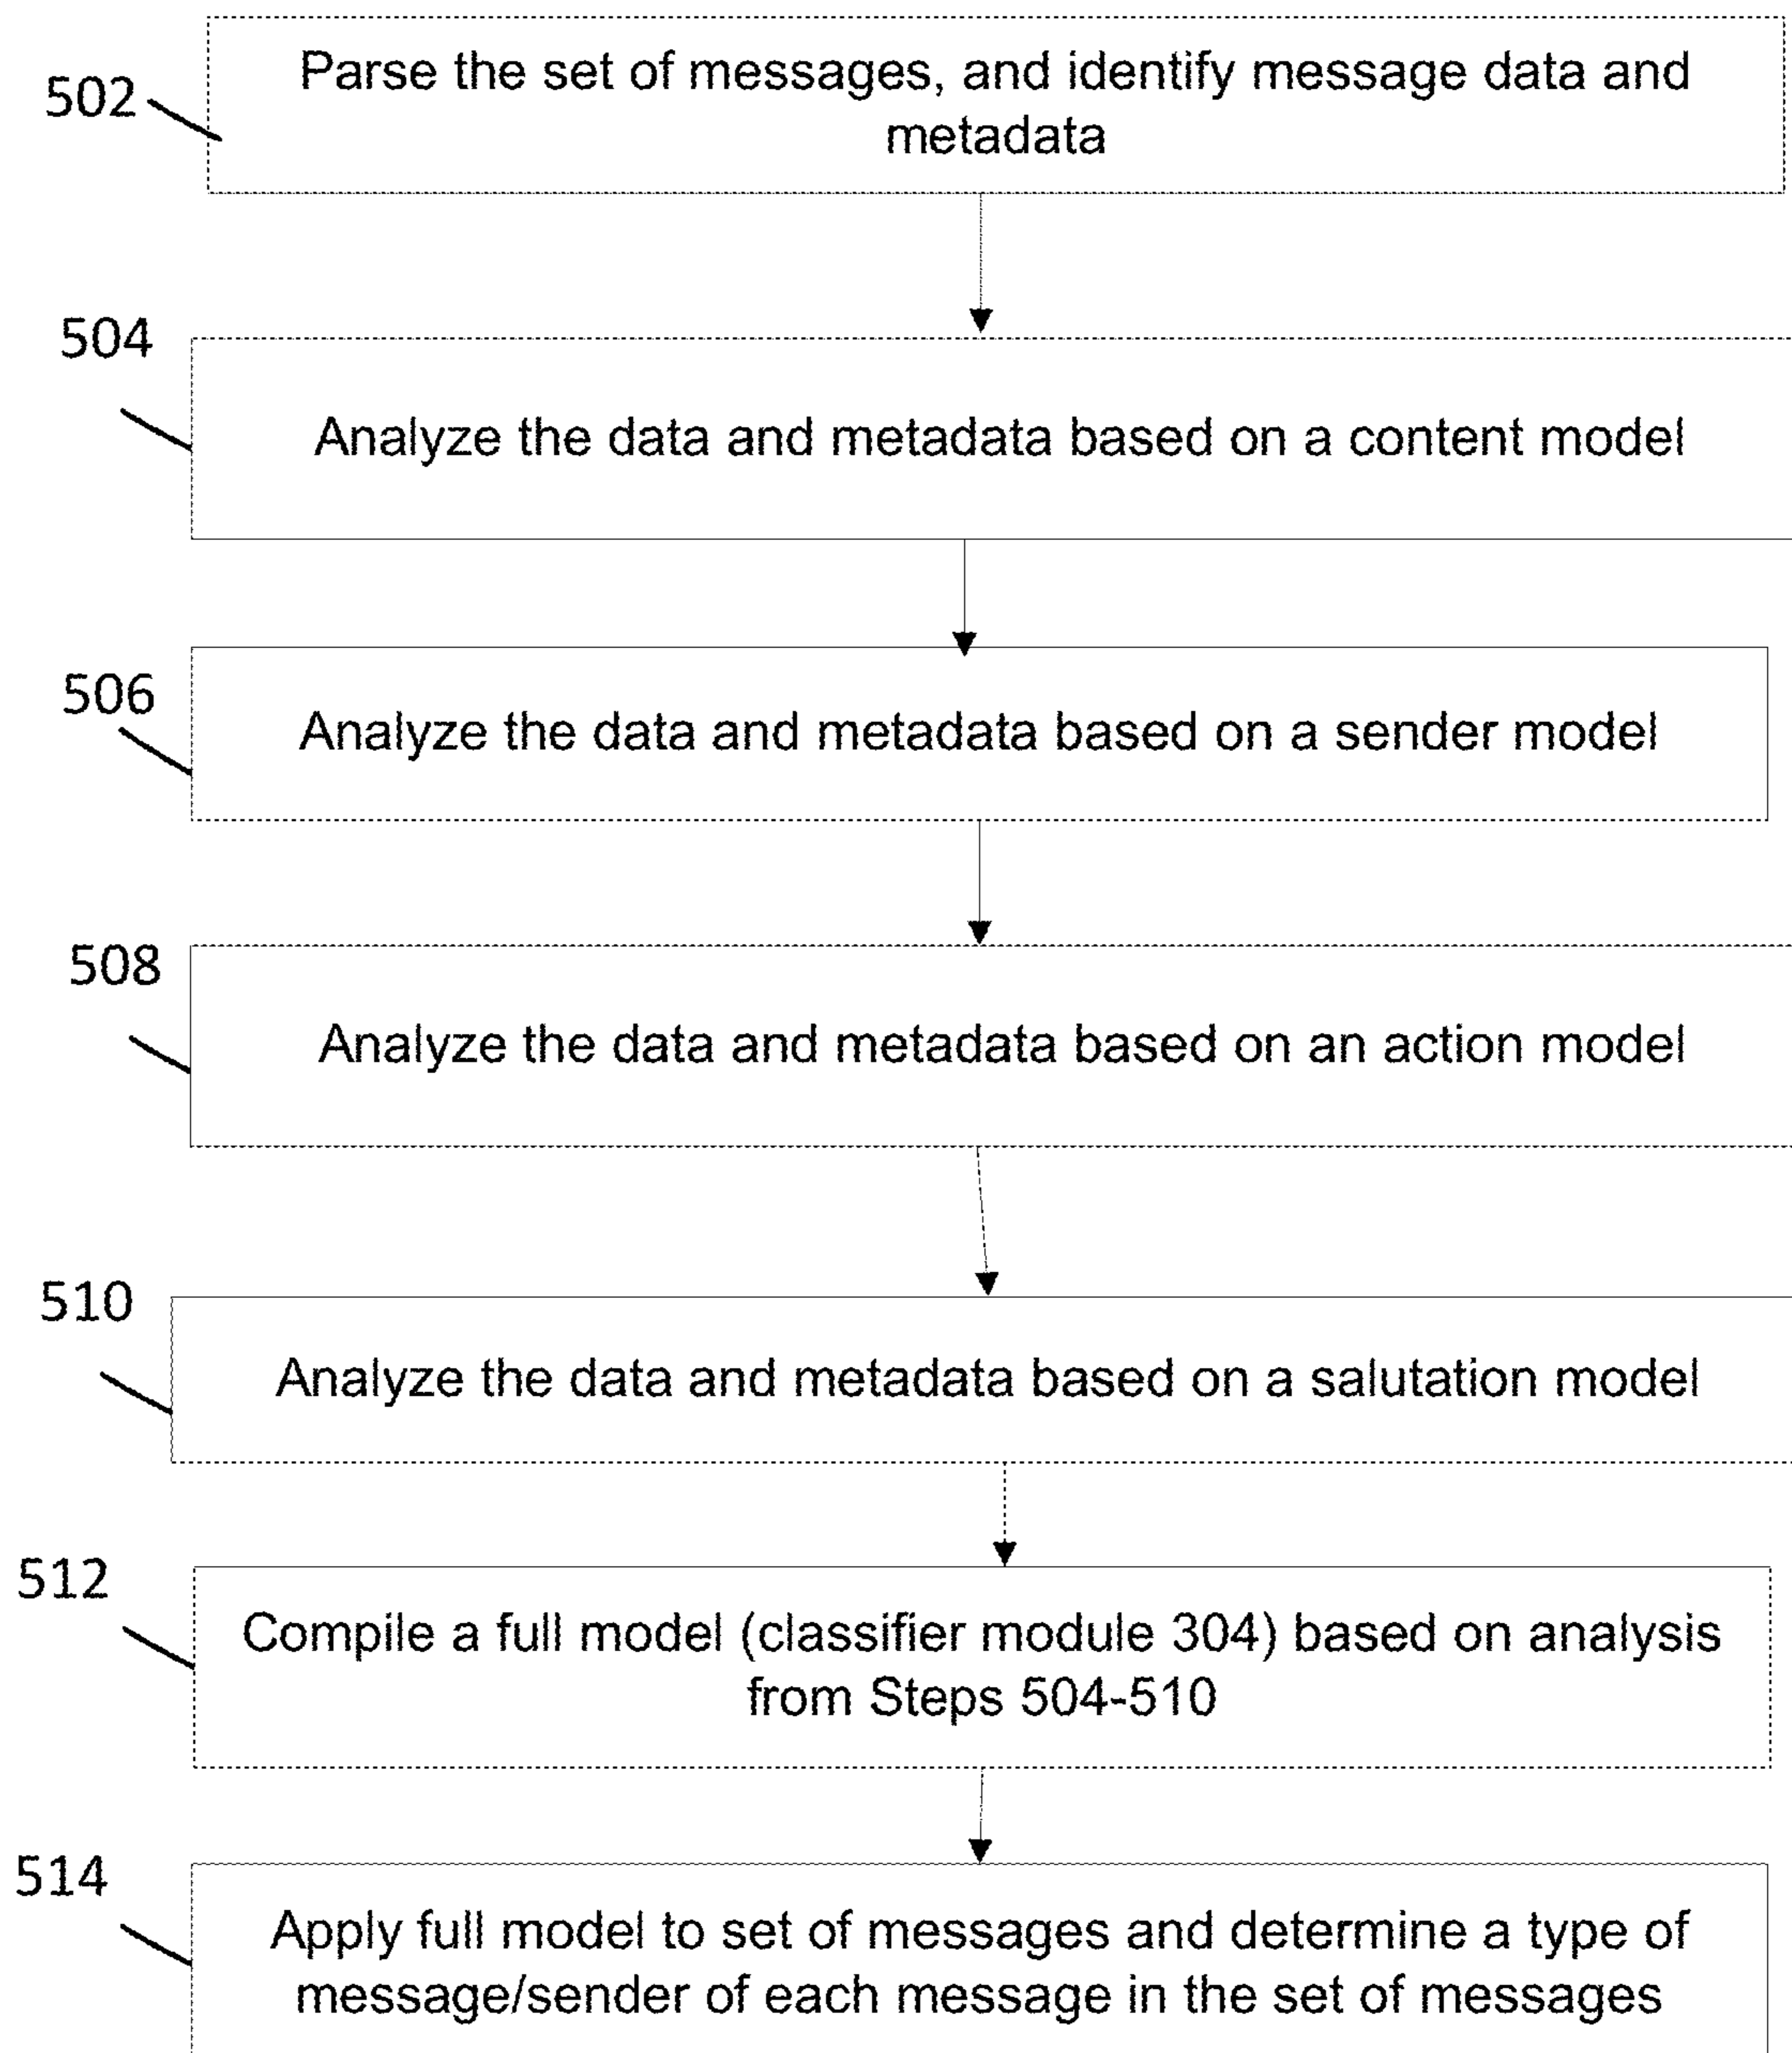 502
Parse the set of messages, and identify message data and
metadata
504
Analyze the data and metadata based on a content model
506
Analyze the data and metadata based on a sender model
508
Analyze the data and metadata based on an action model
510
Analyze the data and metadata based on a salutation model
512
Compile a full model (classifier module 304) based on analysis
from Steps 504-510
514
Apply full model to set of messages and determine a type of
message/sender of each message in the set of messages